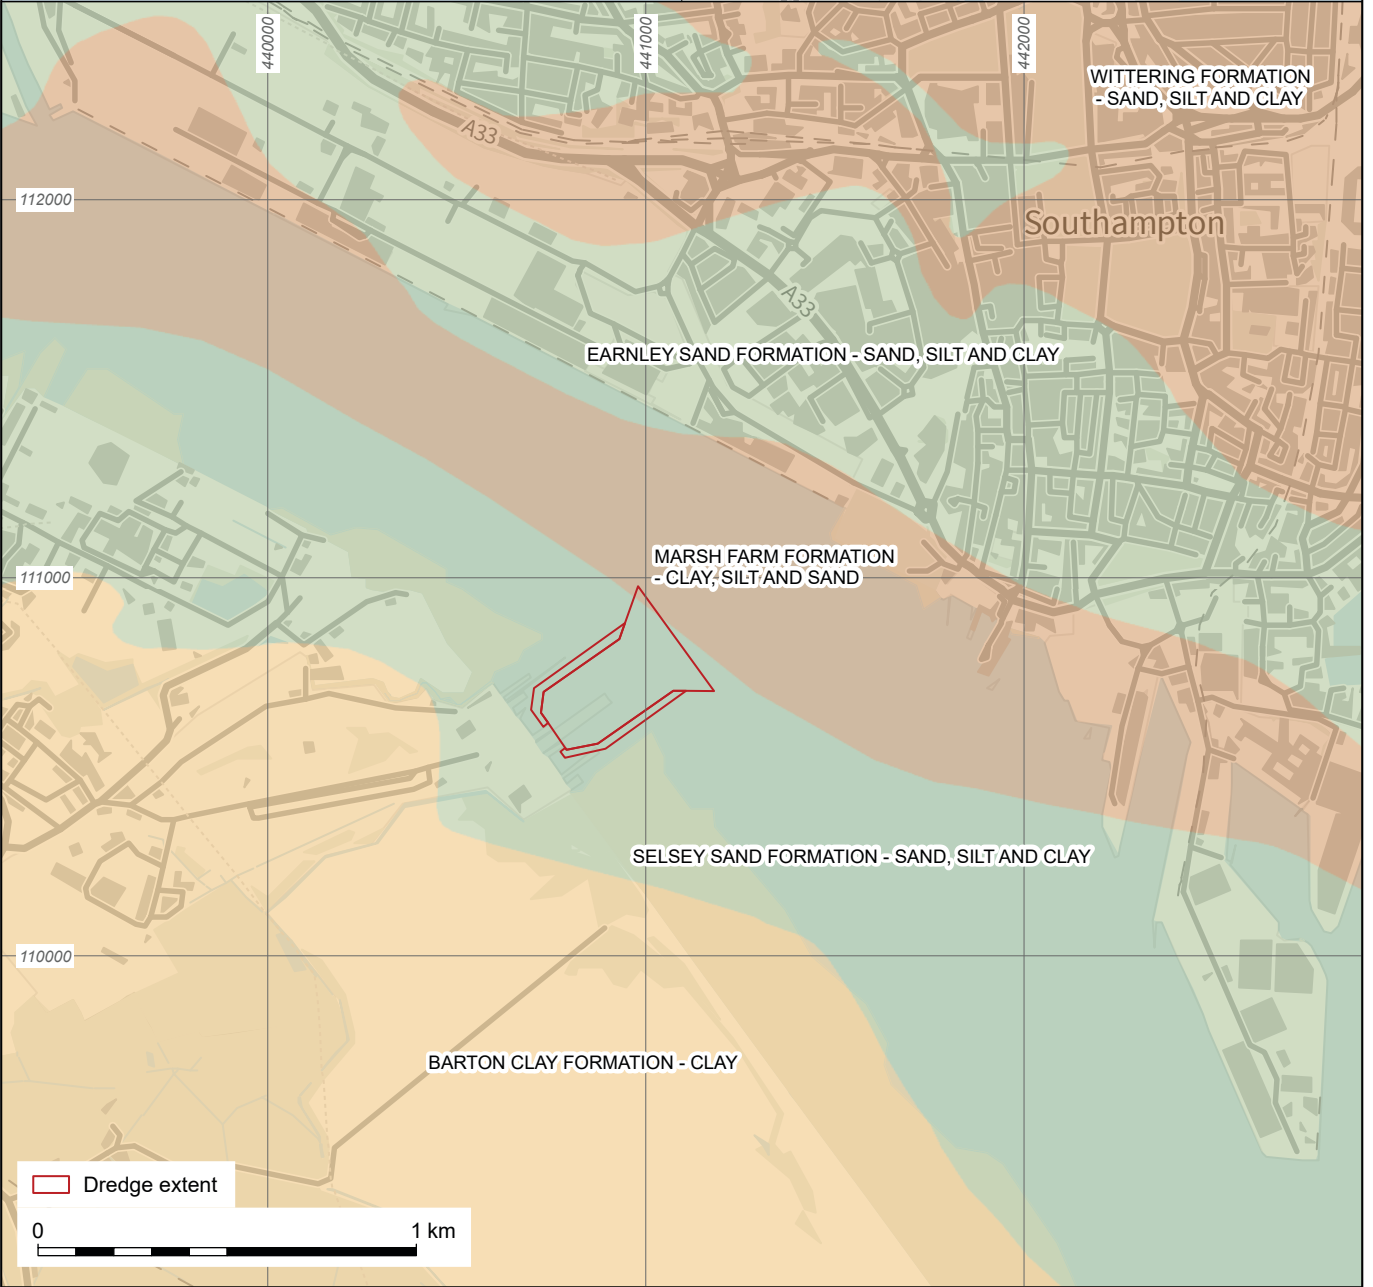 440000
441000
442000
WITTERING FORMATION
- SAND, SILT AND CLAY
A33
112000
Southampton
A33
EARNLEY SAND FORMATION - SAND, SILT AND CLAY
MARSH FARM FORMATION
- CLAY, SILT AND SAND
111000
SELSEY SAND FORMATION - SAND, SILT AND CLAY
110000
BARTON CLAY FORMATION - CLAY
Dredge extent
0 1 km